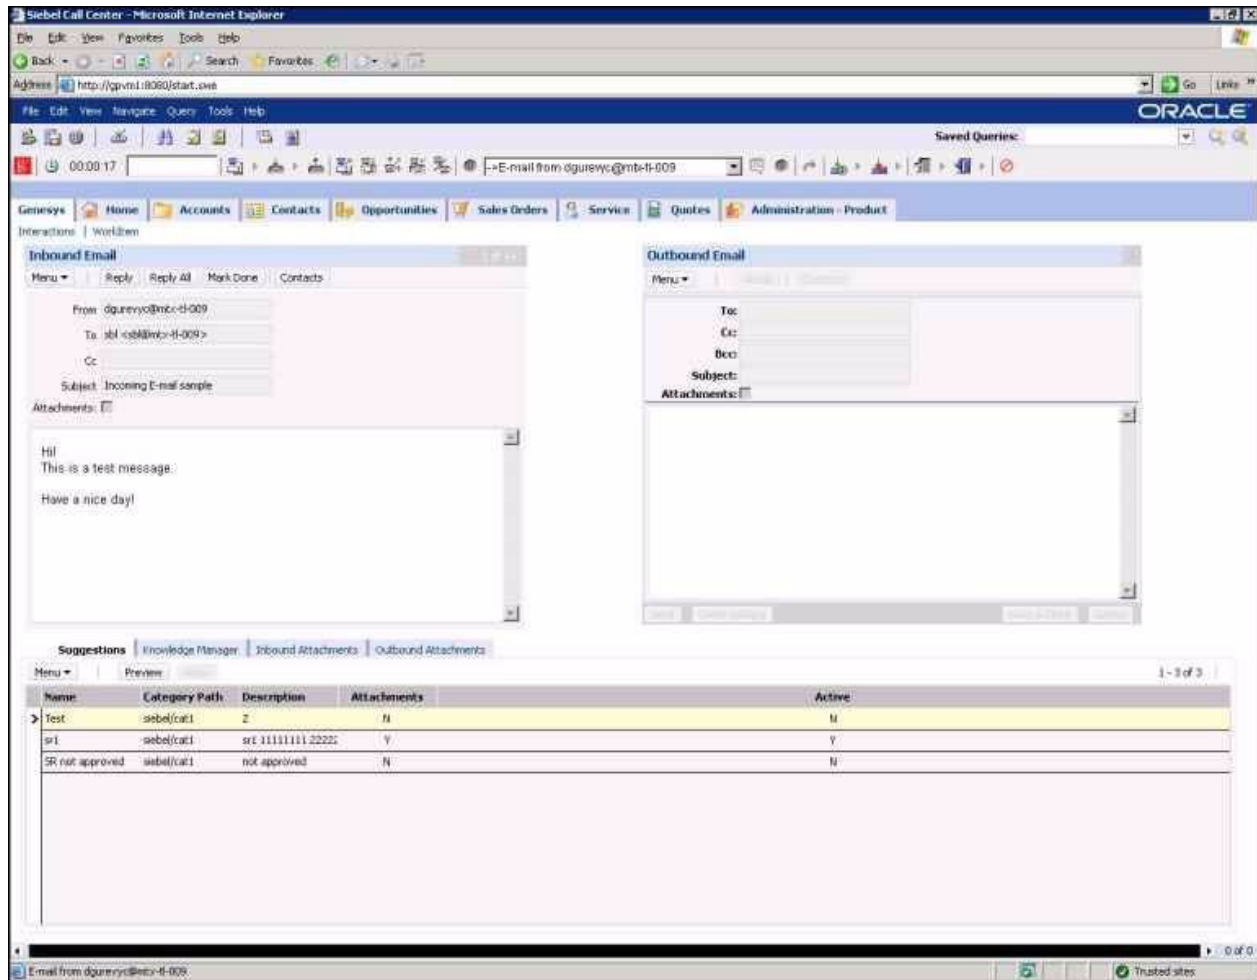 Siebel Call Center - Microsoft Internet Explorer
File Edit View Favorites Tools Help
Back Search Favorites
Address http://gpvm1:8080/start.swe Go Links
File Edit View Navigate Query Tools Help ORACLE
Saved Queries:
00:00:17 ->E-mail from dgurevyc@mtx-tl-009
Genesys Home Accounts Contacts Opportunities Sales Orders Service Quotes Administration - Product
Interactions | WorkItem
Inbound Email
Menu Reply Reply All Mark Done Contacts
From dgurevyc@mtx-tl-009
To sbl <sbl@mtx-tl-009>
Cc
Subject Incoming E-mail sample
Attachments:
Hi!
This is a test message.
Have a nice day!
Outbound Email
Menu
To:
Cc:
Bcc:
Subject:
Attachments:
Suggestions Knowledge Manager Inbound Attachments Outbound Attachments
Menu Preview 1 - 3 of 3
Name Category Path Description Attachments Active
Test siebel/cat1 2 N N
sr1 siebel/cat1 sr1 11111111 2222 Y Y
SR not approved siebel/cat1 not approved N N
0 of 0
E-mail from dgurevyc@mtx-tl-009 Trusted sites